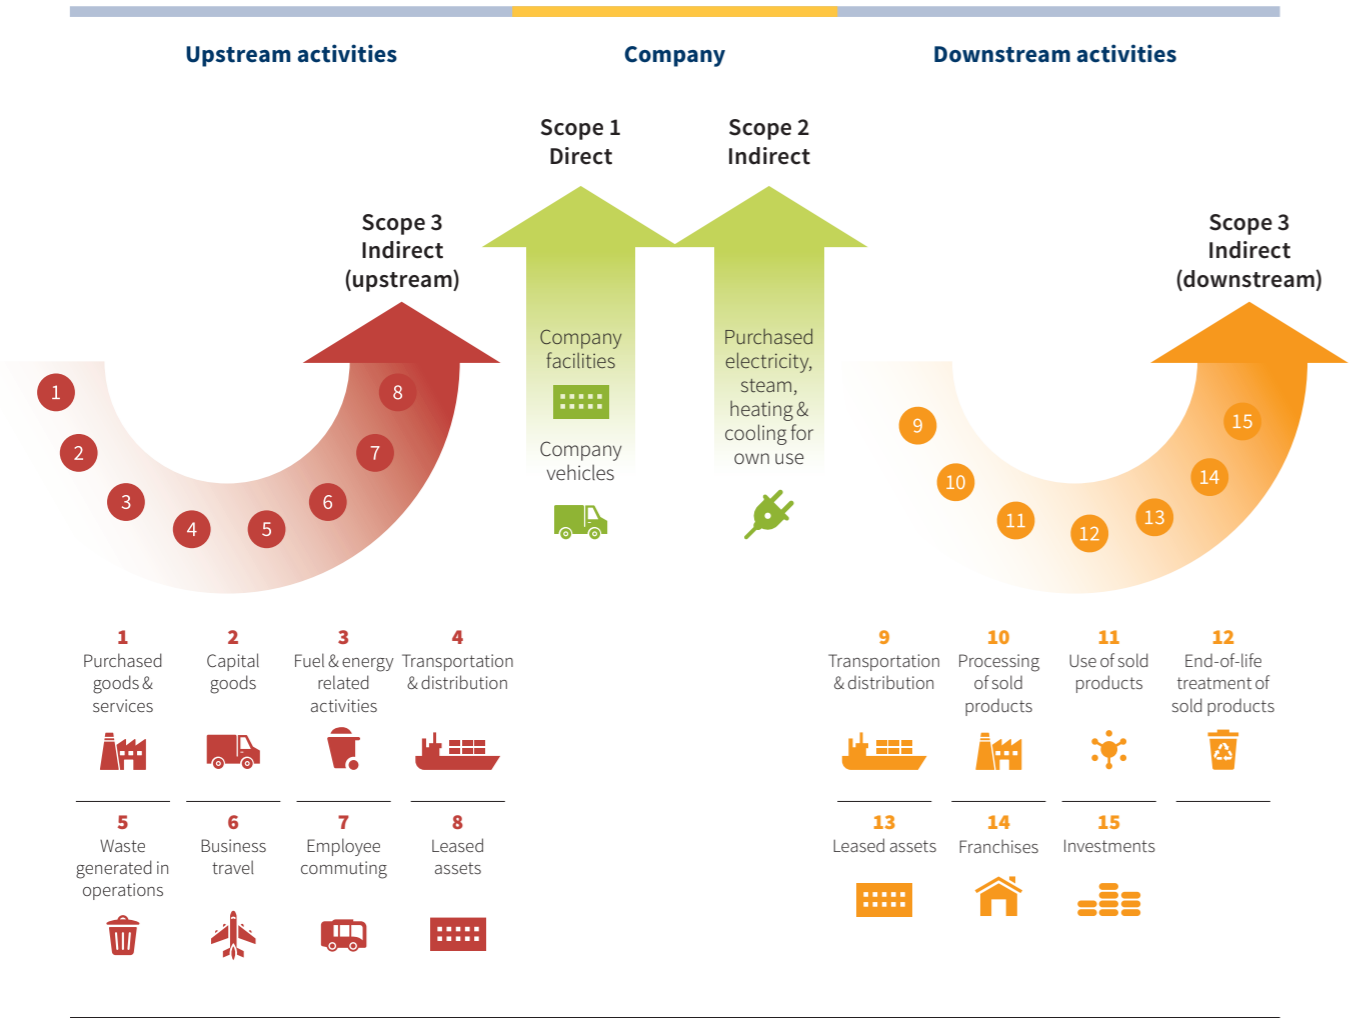 Upstream activities
Company
Downstream activities
Scope 1
Direct
Scope 2
Indirect
Scope 3
Indirect
(upstream)
Scope 3
Indirect
(downstream)
Company
facilities
Company
vehicles
Purchased
electricity,
steam,
heating &
cooling for
own use
1
2
3
4
5
6
7
8
9
10
11
12
13
14
15
1
Purchased
goods &
services
2
Capital
goods
3
Fuel & energy
related
activities
4
Transportation
& distribution
5
Waste
generated in
operations
6
Business
travel
7
Employee
commuting
8
Leased
assets
9
Transportation
& distribution
10
Processing
of sold
products
11
Use of sold
products
12
End-of-life
treatment of
sold products
13
Leased assets
14
Franchises
15
Investments